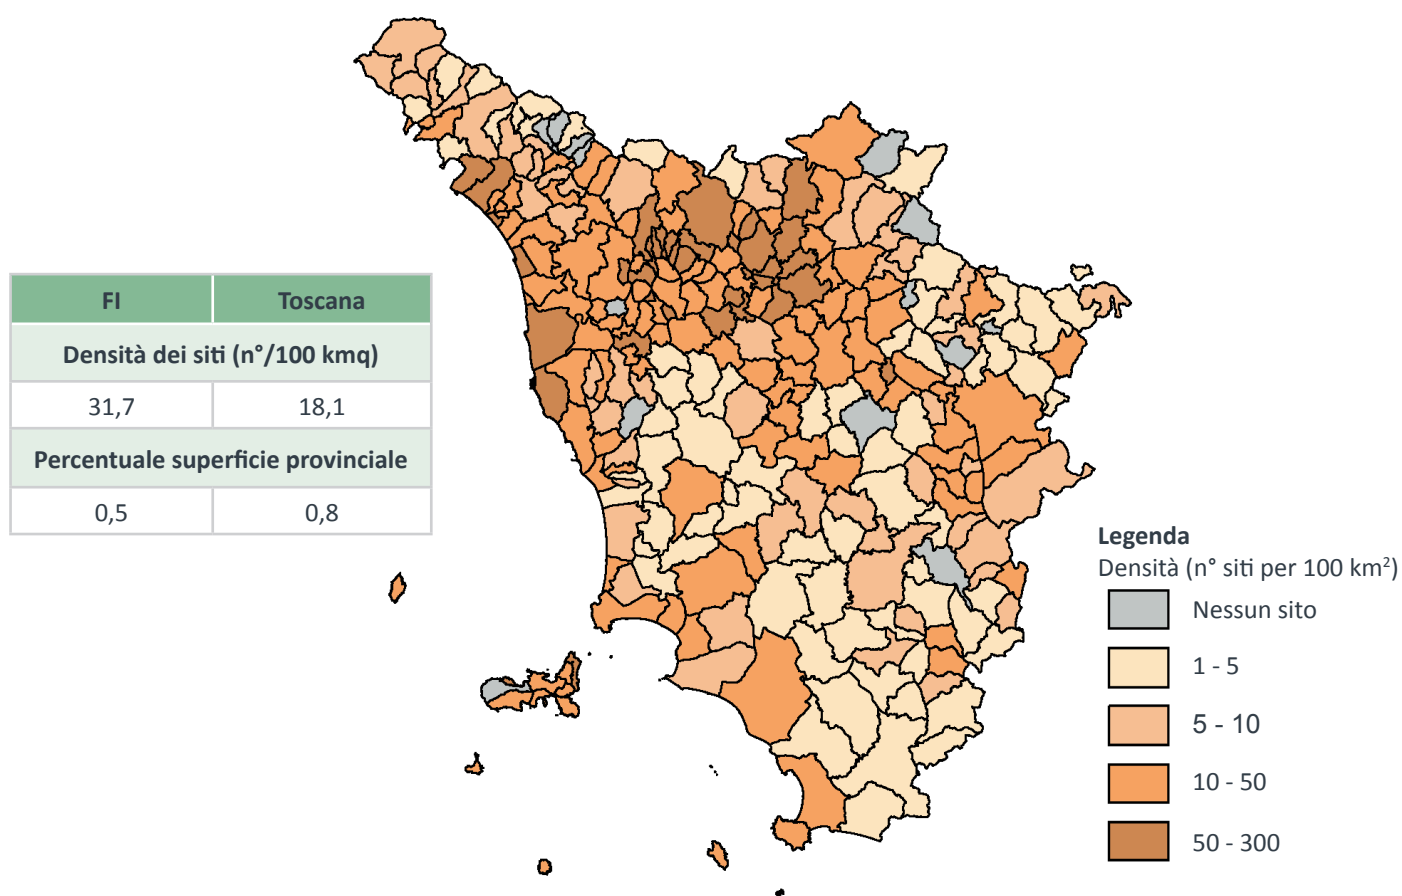 FI Toscana
Densità dei siti (n°/100 kmq)
31,7 18,1
Percentuale superficie provinciale
0,5 0,8
Legenda
Densità (n° siti per 100 km²)
Nessun sito
1 - 5
5 - 10
10 - 50
50 - 300